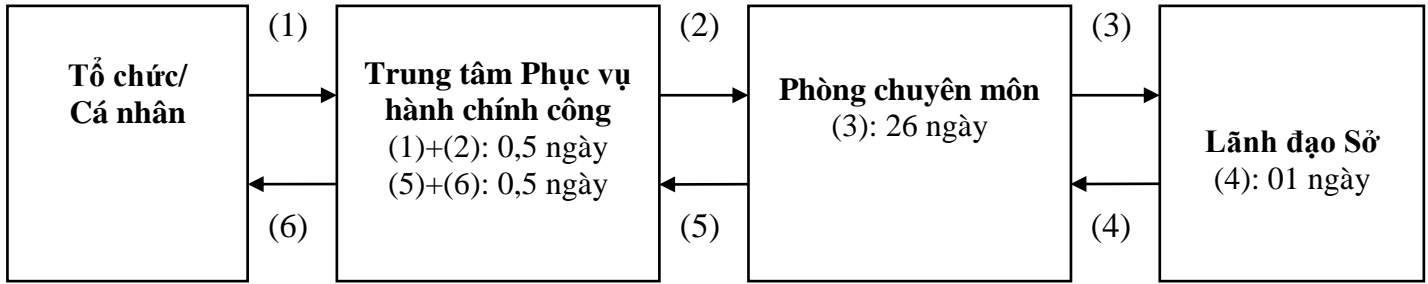 (1)
(2)
(3)
Tổ chức/
Cá nhân
Trung tâm Phục vụ
hành chính công
(1)+(2): 0,5 ngày
(5)+(6): 0,5 ngày
Phòng chuyên môn
(3): 26 ngày
Lãnh đạo Sở
(4): 01 ngày
(6)
(5)
(4)